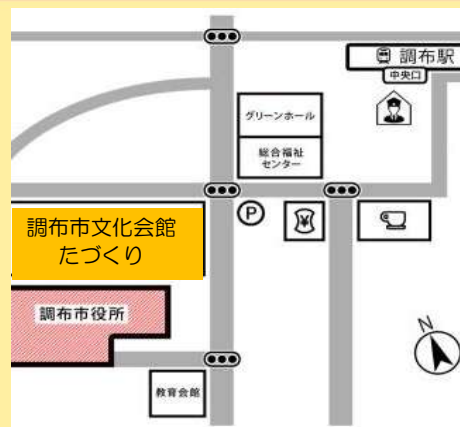 調布駅
中央口
グリーンホール
総合福祉
センター
P
¥
調布市文化会館
たづくり
調布市役所
N
教育会館